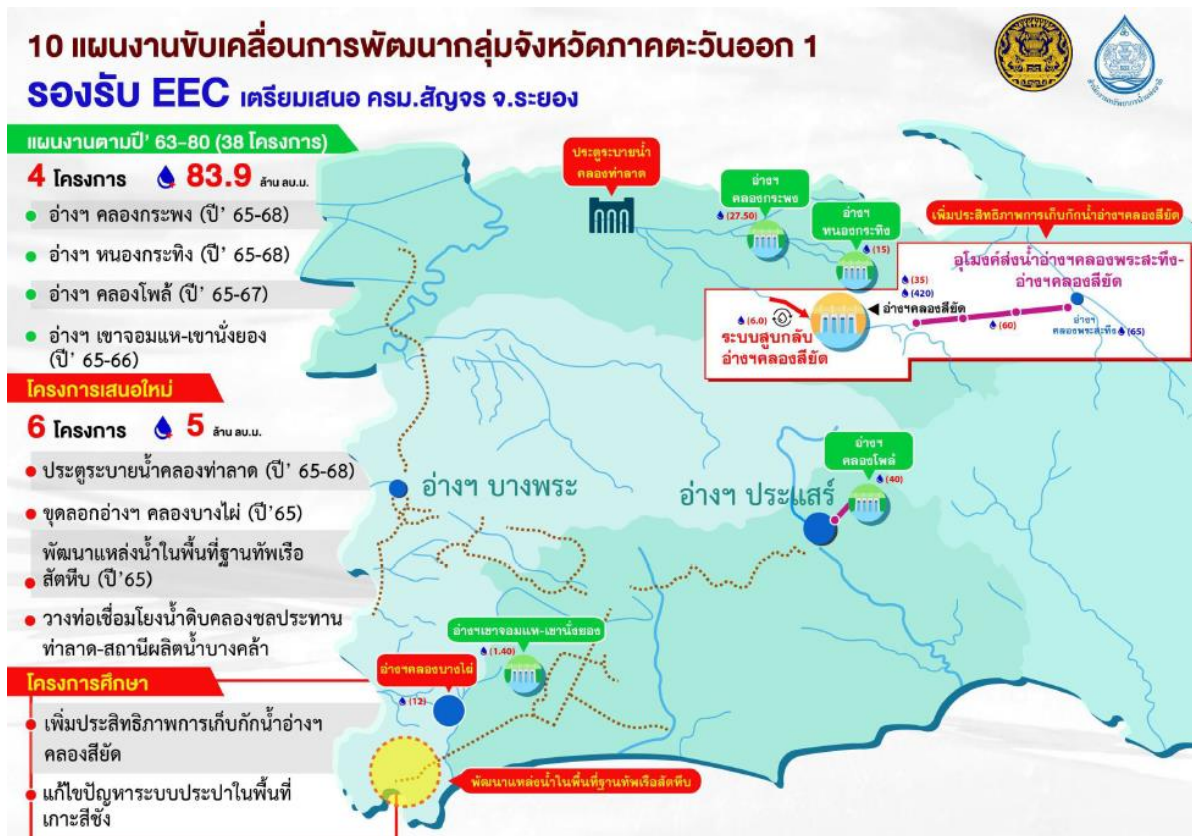 10 แผนงานขับเคลื่อนการพัฒนากลุ่มจังหวัดภาคตะวันออก 1
รองรับ EEC เตรียมเสนอ ครม.สัญจร จ.ระยอง
สำนักงานทรัพยากรน้ำแห่งชาติ
แผนงานตามปี' 63-80 (38 โครงการ)
4 โครงการ 83.9 ล้าน ลบ.ม.
อ่างฯ คลองกระพง (ปี' 65-68)
อ่างฯ หนองกระทิง (ปี' 65-68)
อ่างฯ คลองโพล้ (ปี' 65-67)
อ่างฯ เขาจอมแห-เขานั่งยอง
(ปี' 65-66)
โครงการเสนอใหม่
6 โครงการ 5 ล้าน ลบ.ม.
ประตูระบายน้ำคลองท่าลาด (ปี' 65-68)
ขุดลอกอ่างฯ คลองบางไผ่ (ปี'65)
พัฒนาแหล่งน้ำในพื้นที่ฐานทัพเรือ
สัตหีบ (ปี'65)
วางท่อเชื่อมโยงน้ำดิบคลองชลประทาน
ท่าลาด-สถานีผลิตน้ำบางคล้า
โครงการศึกษา
เพิ่มประสิทธิภาพการเก็บกักน้ำอ่างฯ
คลองสียัด
แก้ไขปัญหาระบบประปาในพื้นที่
เกาะสีชัง
ประตูระบายน้ำ
คลองท่าลาด
อ่างฯ
คลองกระพง
(27.50)
อ่างฯ
หนองกระทิง
(15)
เพิ่มประสิทธิภาพการเก็บกักน้ำอ่างฯคลองสียัด
อุโมงค์ส่งน้ำอ่างฯคลองพระสะทึง-
อ่างฯคลองสียัด
(35)
(420)
อ่างฯคลองสียัด
(6.0)
ระบบสูบกลับ
อ่างฯคลองสียัด
(60)
อ่างฯ
คลองพระสะทึง (65)
อ่างฯ บางพระ
อ่างฯ ประแสร์
อ่างฯ
คลองโพล้
(40)
อ่างฯเขาจอมแห-เขานั่งยอง
(1.40)
อ่างฯคลองบางไผ่
(12)
พัฒนาแหล่งน้ำในพื้นที่ฐานทัพเรือสัตหีบ